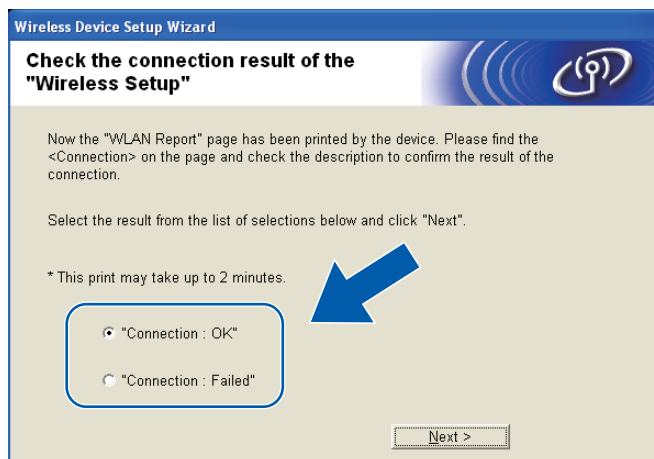 Wireless Device Setup Wizard
Check the connection result of the
"Wireless Setup"
Now the "WLAN Report" page has been printed by the device. Please find the
<Connection> on the page and check the description to confirm the result of the
connection.
Select the result from the list of selections below and click "Next".
* This print may take up to 2 minutes.
"Connection : OK"
"Connection : Failed"
Next >